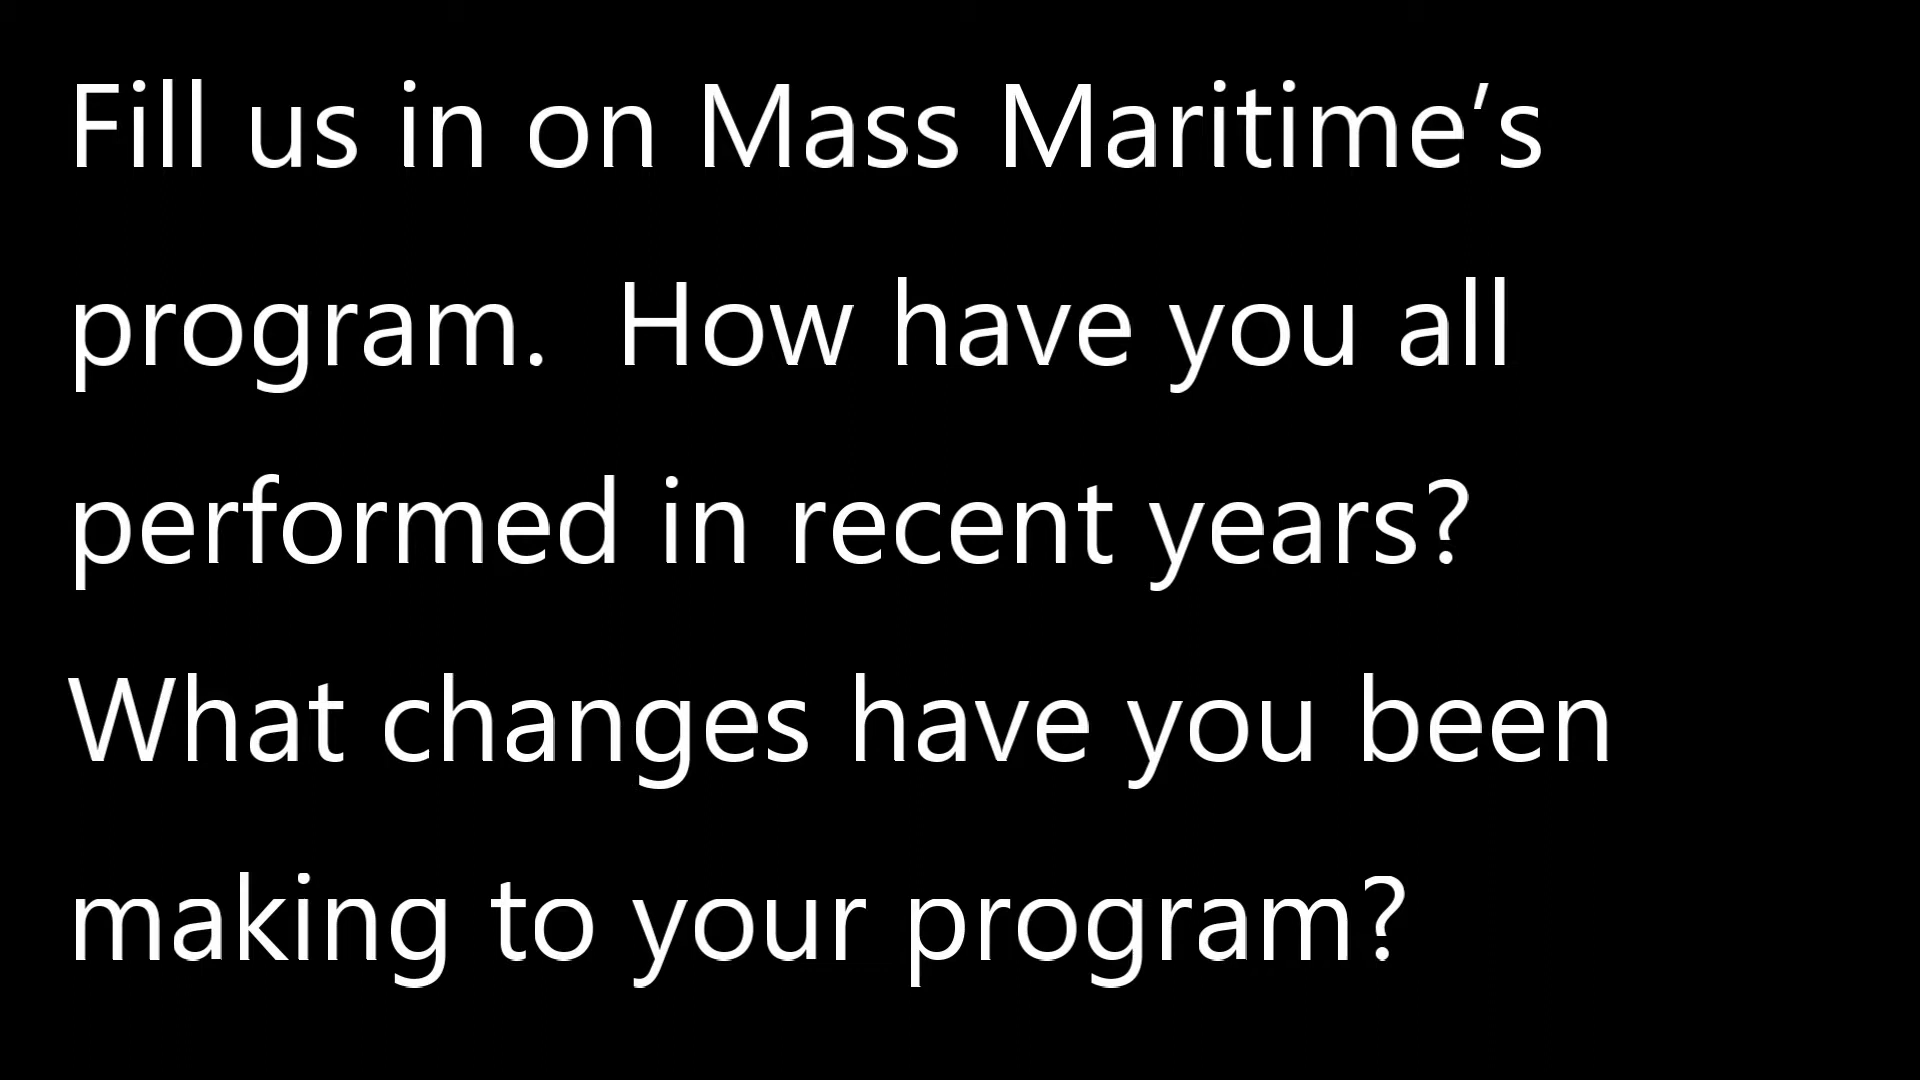 Fill us in on Mass Maritime’s
program.  How have you all
performed in recent years?
What changes have you been
making to your program?